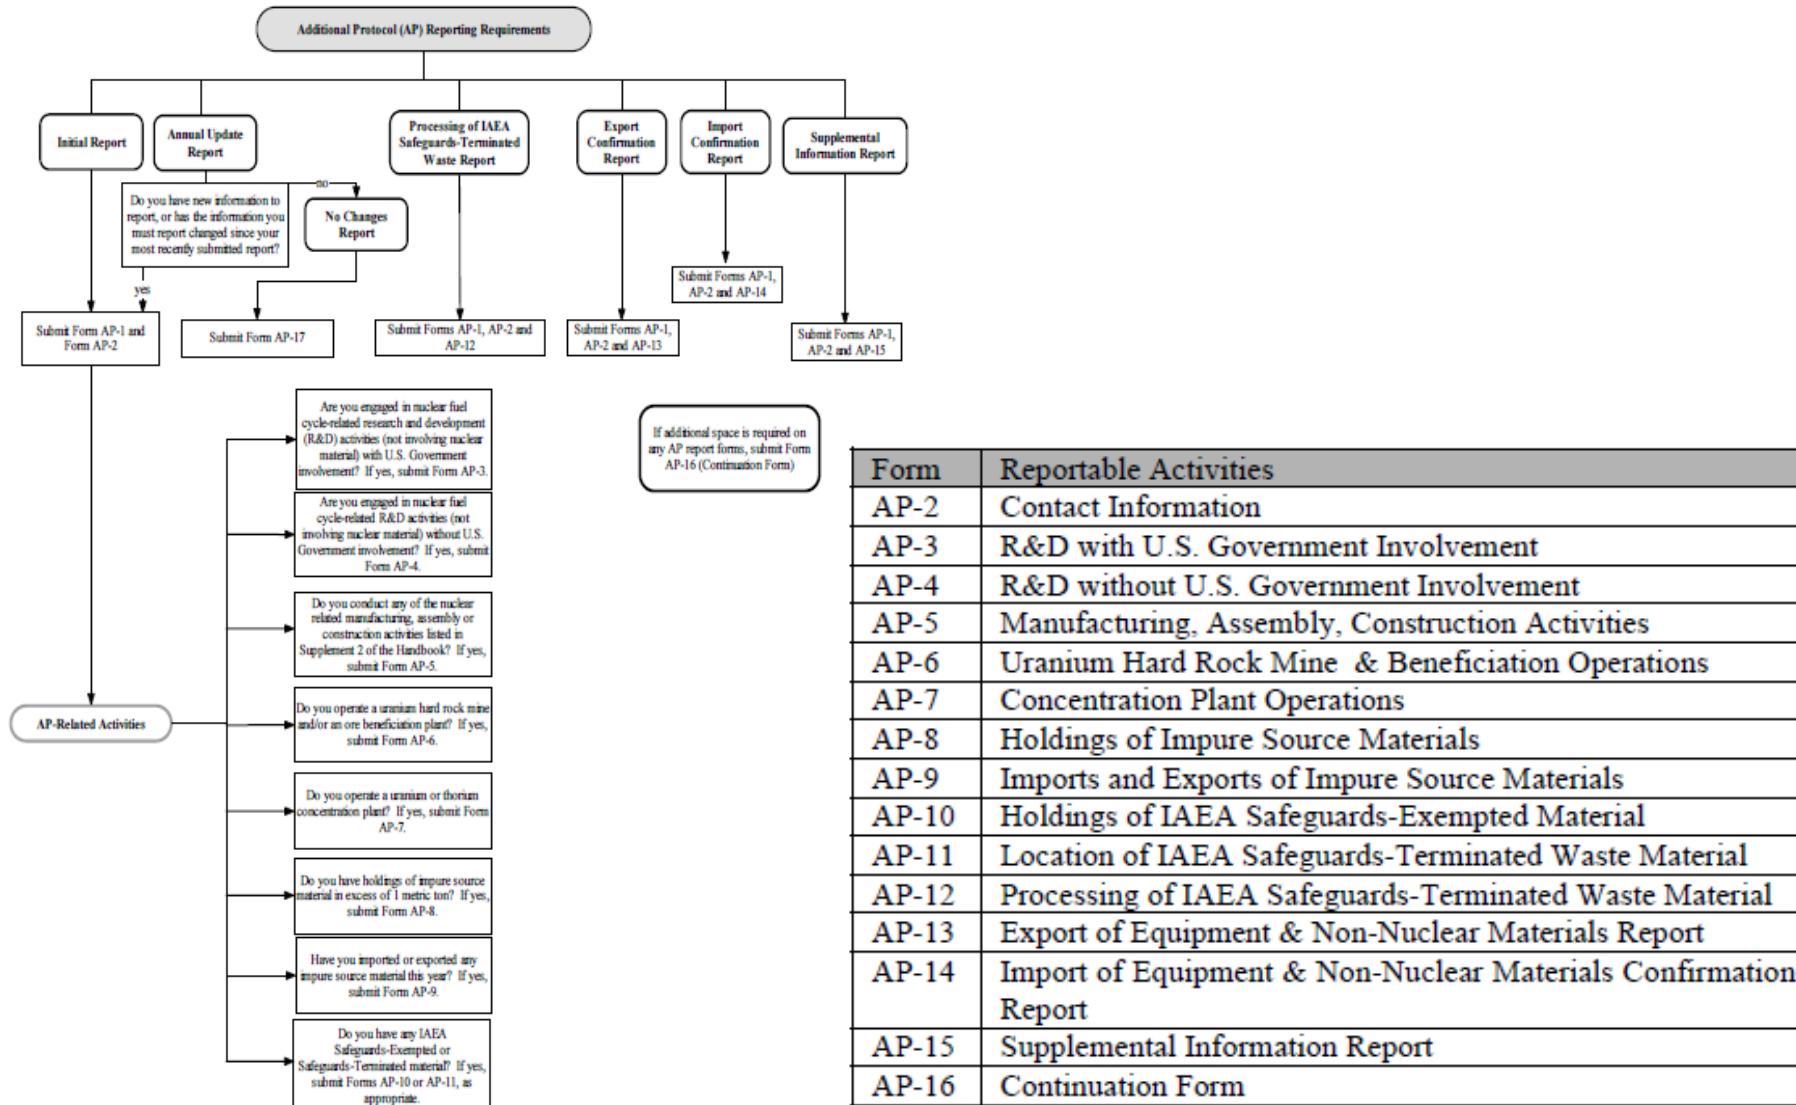 Additional Protocol (AP) Reporting Requirements
Initial Report
Annual Update
Report
Processing of IAEA
Safeguards-Terminated
Waste Report
Export
Confirmation
Report
Import
Confirmation
Report
Supplemental
Information Report
Do you have new information to
report, or has the information you
must report changed since your
most recently submitted report?
no
No Changes
Report
yes
Submit Form AP-1 and
Form AP-2
Submit Form AP-17
Submit Forms AP-1, AP-2 and
AP-12
Submit Forms AP-1,
AP-2 and AP-13
Submit Forms AP-1,
AP-2 and AP-14
Submit Forms AP-1,
AP-2 and AP-15
AP-Related Activities
Are you engaged in nuclear fuel
cycle-related research and development
(R&D) activities (not involving nuclear
material) with U.S. Government
involvement? If yes, submit Form AP-3.
Are you engaged in nuclear fuel
cycle-related R&D activities (not
involving nuclear material) without U.S.
Government involvement? If yes, submit
Form AP-4.
Do you conduct any of the nuclear
related manufacturing, assembly or
construction activities listed in
Supplement 2 of the Handbook? If yes,
submit Form AP-5.
Do you operate a uranium hard rock mine
and/or an ore beneficiation plant? If yes,
submit Form AP-6.
Do you operate a uranium or thorium
concentration plant? If yes, submit Form
AP-7.
Do you have holdings of impure source
material in excess of 1 metric ton? If yes,
submit Form AP-8.
Have you imported or exported any
impure source material this year? If yes,
submit Form AP-9.
Do you have any IAEA
Safeguards-Exempted or
Safeguards-Terminated material? If yes,
submit Forms AP-10 or AP-11, as
appropriate.
If additional space is required on
any AP report forms, submit Form
AP-16 (Continuation Form)
Form Reportable Activities
AP-2 Contact Information
AP-3 R&D with U.S. Government Involvement
AP-4 R&D without U.S. Government Involvement
AP-5 Manufacturing, Assembly, Construction Activities
AP-6 Uranium Hard Rock Mine & Beneficiation Operations
AP-7 Concentration Plant Operations
AP-8 Holdings of Impure Source Materials
AP-9 Imports and Exports of Impure Source Materials
AP-10 Holdings of IAEA Safeguards-Exempted Material
AP-11 Location of IAEA Safeguards-Terminated Waste Material
AP-12 Processing of IAEA Safeguards-Terminated Waste Material
AP-13 Export of Equipment & Non-Nuclear Materials Report
AP-14 Import of Equipment & Non-Nuclear Materials Confirmation
Report
AP-15 Supplemental Information Report
AP-16 Continuation Form